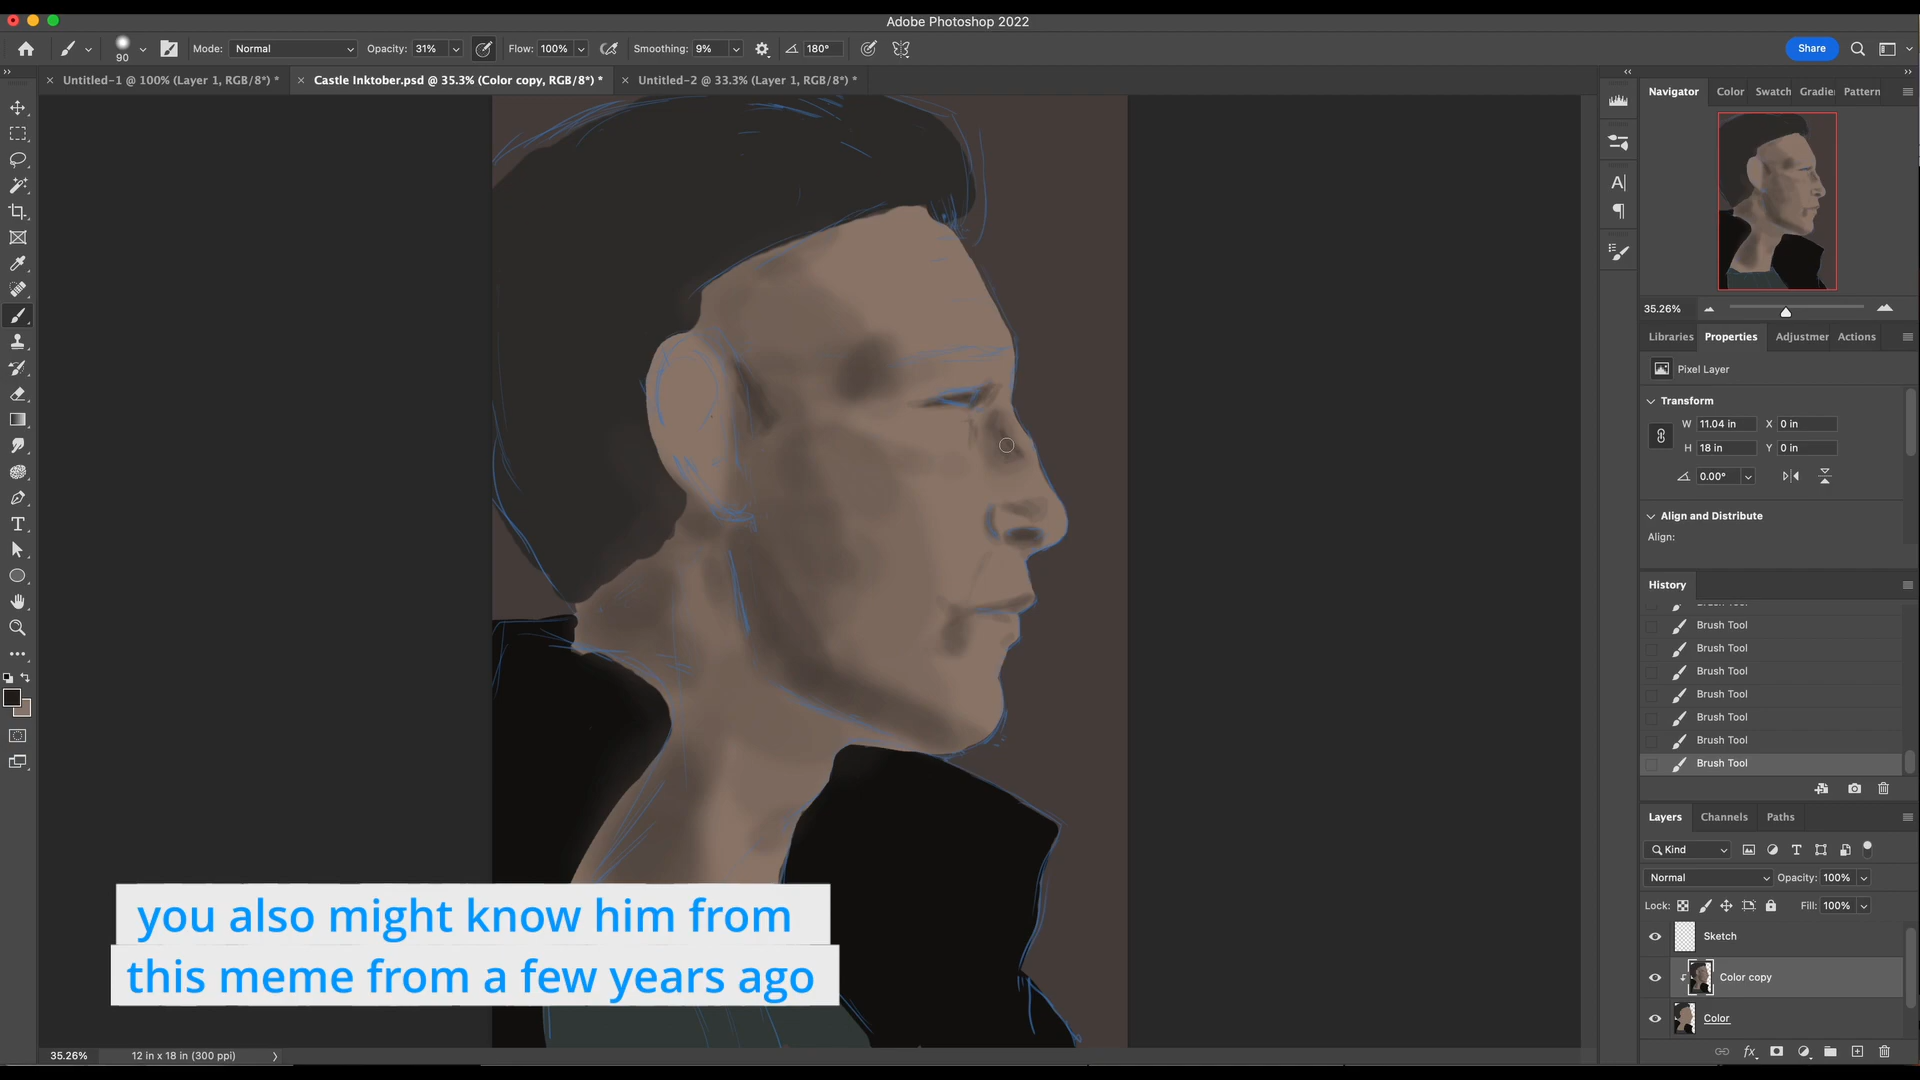 Adobe Photoshop 2022
90
Mode: Normal
Opacity: 31%
Flow: 100%
Smoothing: 9%
180°
Share
Untitled-1 @ 100% (Layer 1, RGB/8*) *
Castle Inktober.psd @ 35.3% (Color copy, RGB/8*) *
Untitled-2 @ 33.3% (Layer 1, RGB/8*) *
Navigator
Color
Swatch
Gradie
Pattern
35.26%
Libraries
Properties
Adjustmer
Actions
Pixel Layer
Transform
W 11.04 in
X 0 in
H 18 in
Y 0 in
0.00°
Align and Distribute
Align:
History
Brush Tool
Brush Tool
Brush Tool
Brush Tool
Brush Tool
Brush Tool
Brush Tool
Layers
Channels
Paths
Kind
Normal
Opacity: 100%
Lock:
Fill: 100%
Sketch
Color copy
Color
you also might know him from
this meme from a few years ago
35.26%
12 in x 18 in (300 ppi)